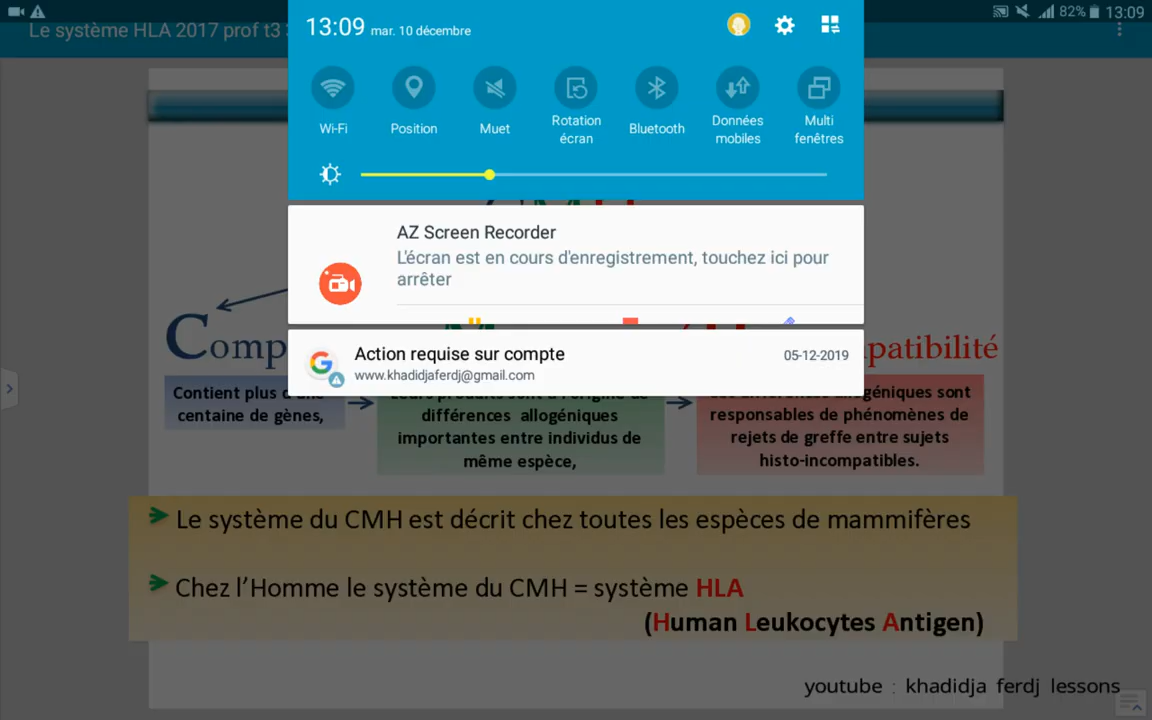 82% 13:09
Le système HLA 2017 prof t3
13:09 mar. 10 décembre
Wi-Fi
Position
Muet
Rotation
écran
Bluetooth
Données
mobiles
Multi
fenêtres
AZ Screen Recorder
L'écran est en cours d'enregistrement, touchez ici pour
arrêter
Action requise sur compte
05-12-2019
www.khadidjaferdj@gmail.com
Comp
patibilité
Contient plus d'une
centaine de gènes,
différences allogéniques
importantes entre individus de
même espèce,
allogéniques sont
responsables de phénomènes de
rejets de greffe entre sujets
histo-incompatibles.
Le système du CMH est décrit chez toutes les espèces de mammifères
Chez l'Homme le système du CMH = système HLA
(Human Leukocytes Antigen)
youtube : khadidja ferdj lessons